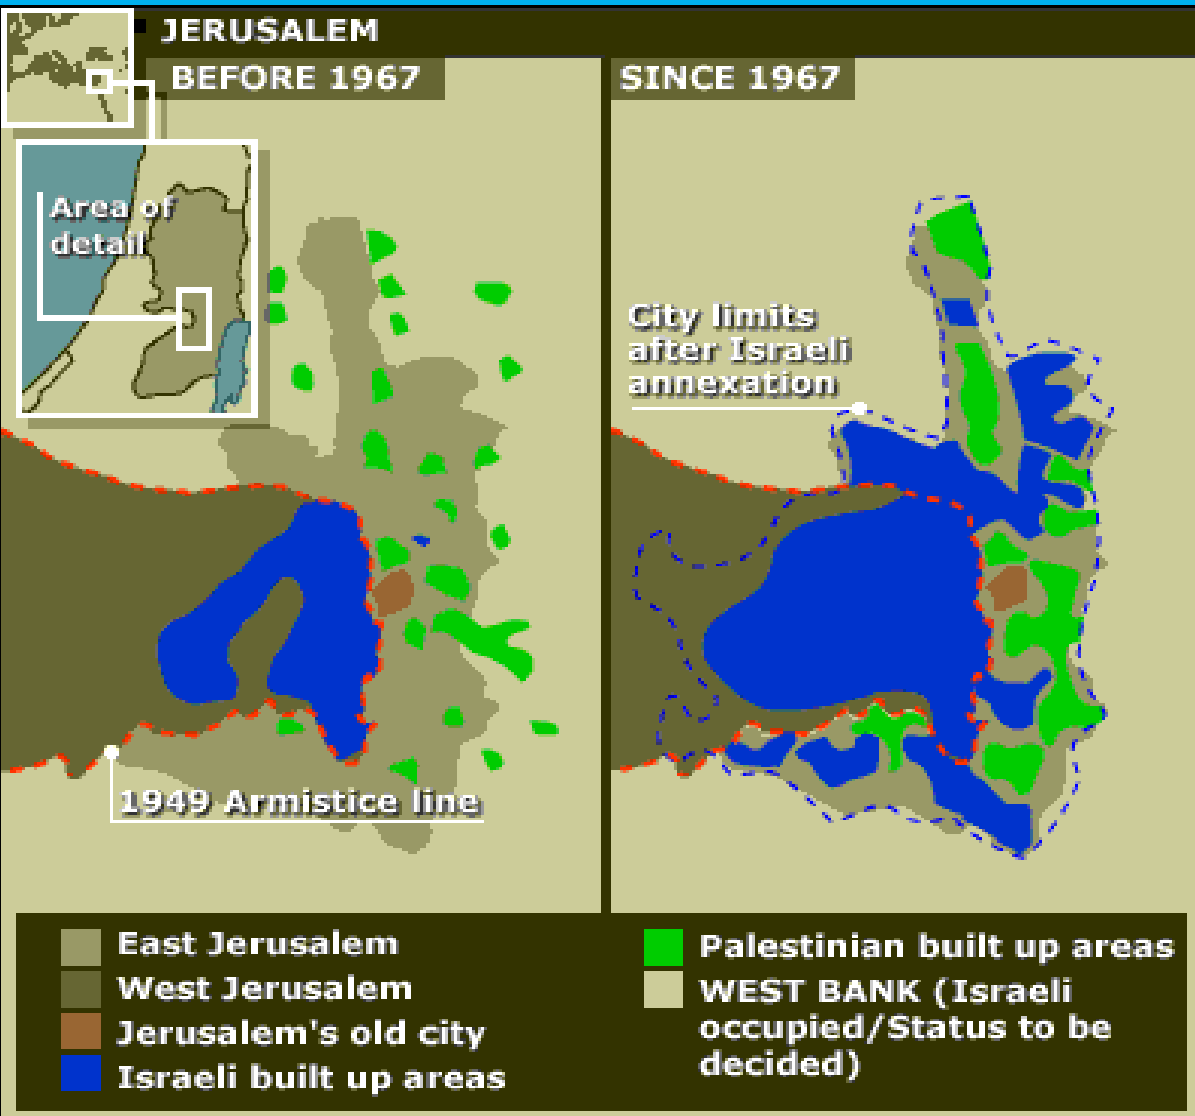 JERUSALEM
BEFORE 1967
SINCE 1967
Area of
detail
City limits
after Israeli
annexation
1949 Armistice line
East Jerusalem
West Jerusalem
Jerusalem's old city
Israeli built up areas
Palestinian built up areas
WEST BANK (Israeli
occupied/Status to be
decided)